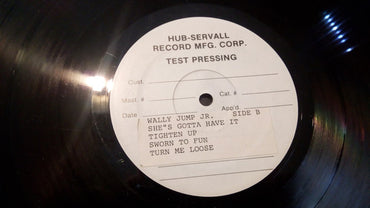 HUB-SERVALL
RECORD MFG. CORP.
TEST PRESSING
Cust.
Mast # Cat. #
Date App'd
WALLY JUMP JR. SIDE B
SHE"S GOTTA HAVE IT
TIGHTEN UP
SWORN TO FUN
TURN ME LOOSE